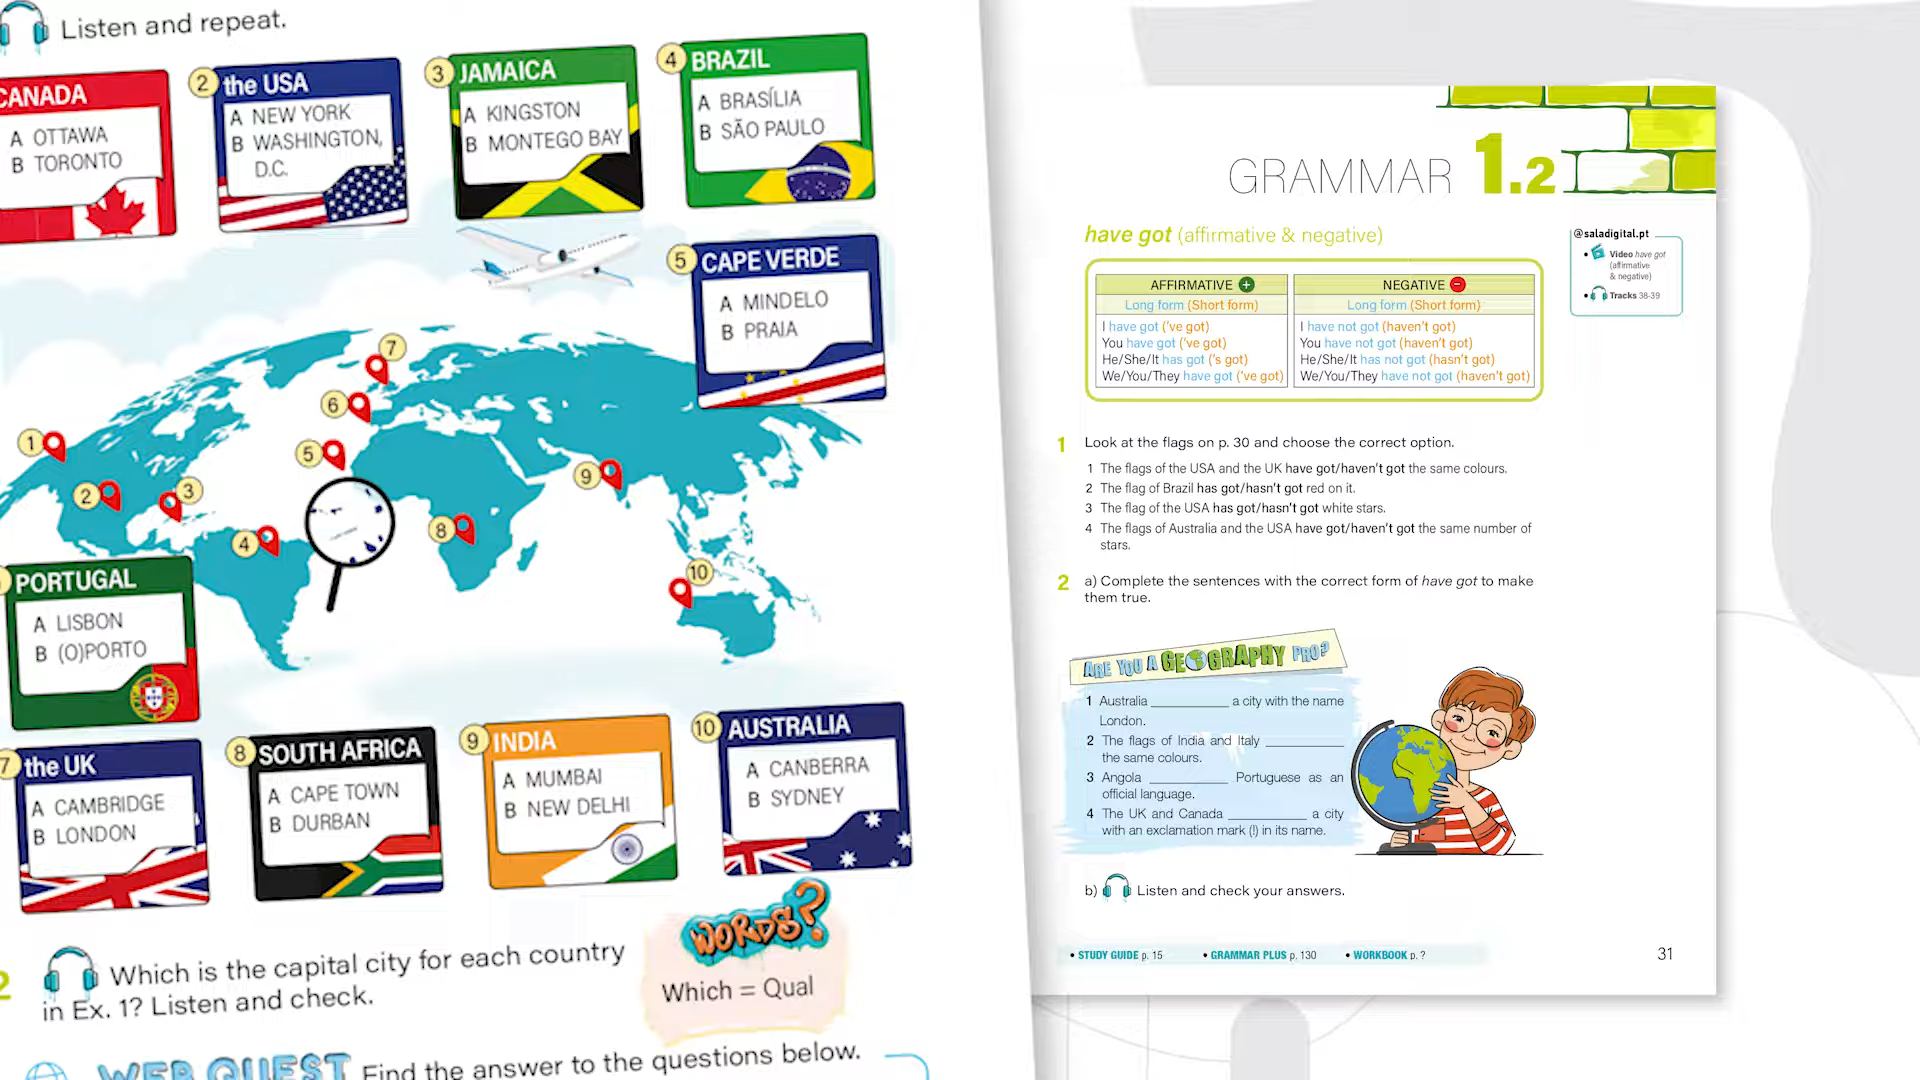 Listen and repeat.
CANADA
A OTTAWA
B TORONTO
2 the USA
A NEW YORK
B WASHINGTON,
D.C.
3 JAMAICA
A KINGSTON
B MONTEGO BAY
4 BRAZIL
A BRASÍLIA
B SÃO PAULO
5 CAPE VERDE
A MINDELO
B PRAIA
7
6
1
5
9
2
3
8
4
10
PORTUGAL
A LISBON
B (O)PORTO
7 the UK
A CAMBRIDGE
B LONDON
8 SOUTH AFRICA
A CAPE TOWN
B DURBAN
9 INDIA
A MUMBAI
B NEW DELHI
10 AUSTRALIA
A CANBERRA
B SYDNEY
2 Which is the capital city for each country
in Ex. 1? Listen and check.
WORDS?
Which = Qual
WEB QUEST Find the answer to the questions below.
GRAMMAR 1.2
have got (affirmative & negative)
@saladigital.pt
• Video have got
(affirmative
& negative)
• Tracks 38-39
AFFIRMATIVE +
Long form (Short form)
I have got ('ve got)
You have got ('ve got)
He/She/It has got ('s got)
We/You/They have got ('ve got)
NEGATIVE −
Long form (Short form)
I have not got (haven't got)
You have not got (haven't got)
He/She/It has not got (hasn't got)
We/You/They have not got (haven't got)
1 Look at the flags on p. 30 and choose the correct option.
1 The flags of the USA and the UK have got/haven't got the same colours.
2 The flag of Brazil has got/hasn't got red on it.
3 The flag of the USA has got/hasn't got white stars.
4 The flags of Australia and the USA have got/haven't got the same number of
stars.
2 a) Complete the sentences with the correct form of have got to make
them true.
ARE YOU A GEOGRAPHY PRO?
1 Australia ____________ a city with the name
London.
2 The flags of India and Italy ____________
the same colours.
3 Angola ____________ Portuguese as an
official language.
4 The UK and Canada ____________ a city
with an exclamation mark (!) in its name.
b) Listen and check your answers.
• STUDY GUIDE p. 15 • GRAMMAR PLUS p. 130 • WORKBOOK p. ?
31